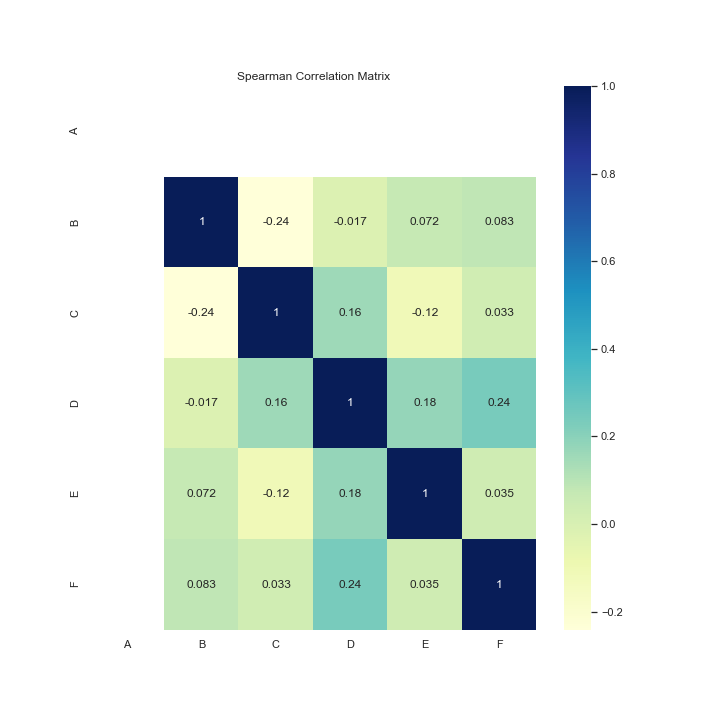 Spearman Correlation Matrix
A
B 1 -0.24 -0.017 0.072 0.083
C -0.24 1 0.16 -0.12 0.033
D -0.017 0.16 1 0.18 0.24
E 0.072 -0.12 0.18 1 0.035
F 0.083 0.033 0.24 0.035 1
A B C D E F
1.0
0.8
0.6
0.4
0.2
0.0
−0.2